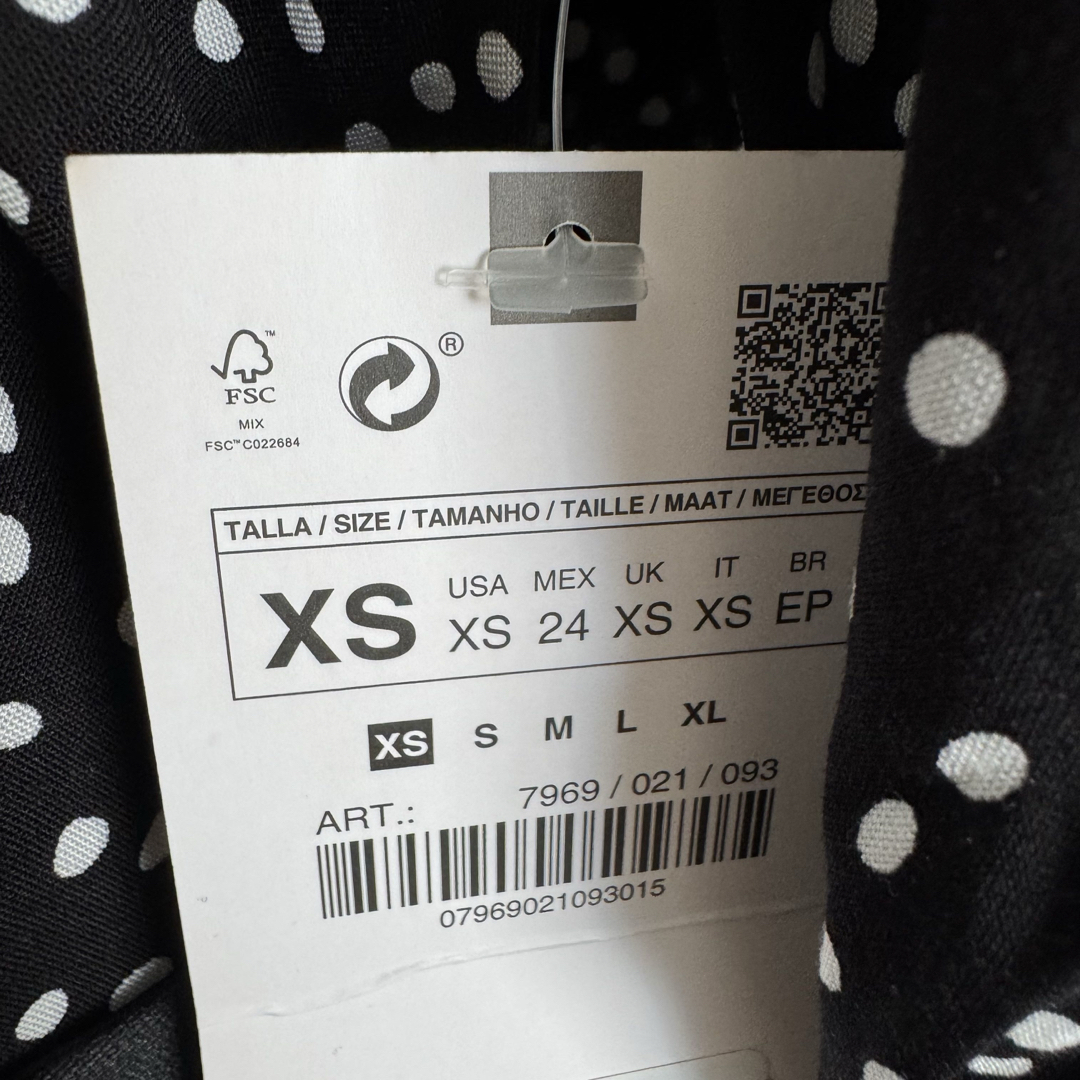 ™
FSC
MIX
FSC™ C022684
®
TALLA / SIZE / TAMANHO / TAILLE / MAAT / ΜΕΓΕΘΟΣ
XS
USA MEX UK IT BR
XS 24 XS XS EP
XS S M L XL
ART.: 7969 / 021 / 093
07969021093015